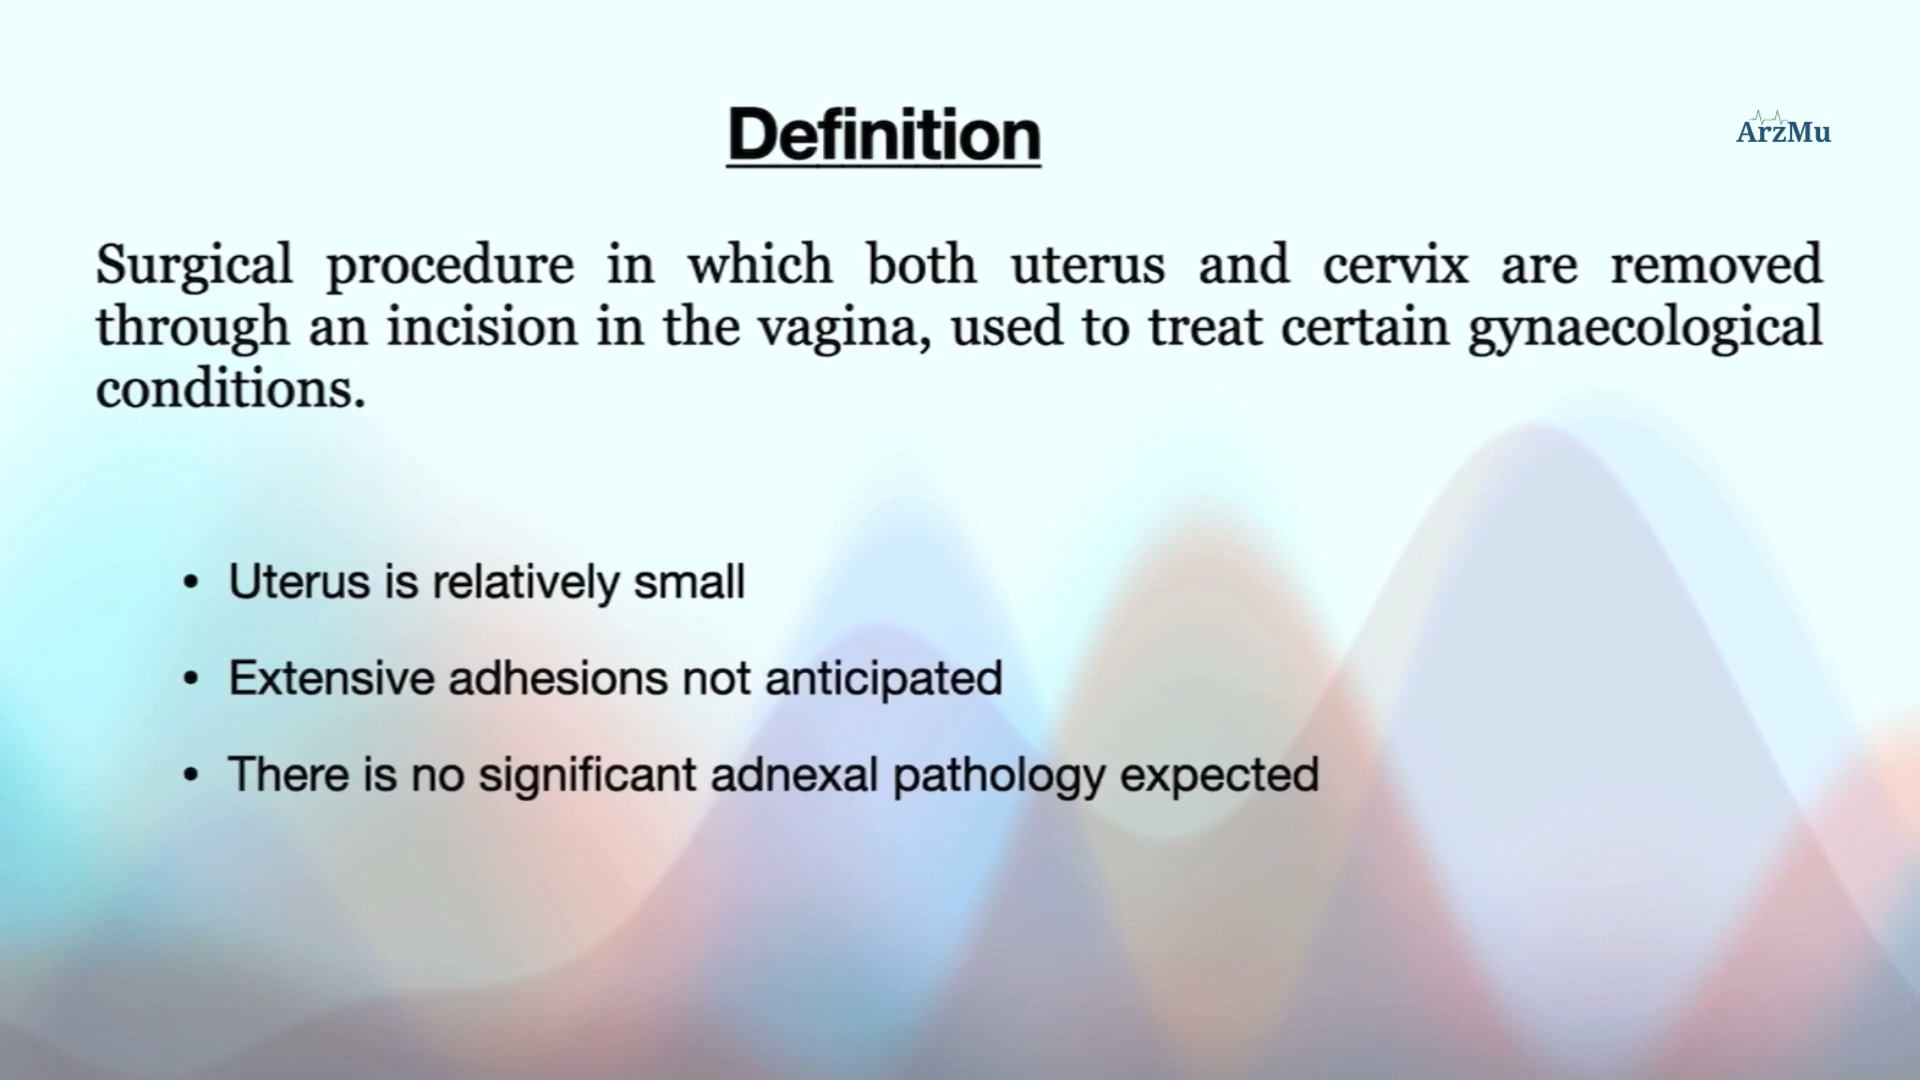 Definition
ArzMu
Surgical procedure in which both uterus and cervix are removed
through an incision in the vagina, used to treat certain gynaecological
conditions.
• Uterus is relatively small
• Extensive adhesions not anticipated
• There is no significant adnexal pathology expected